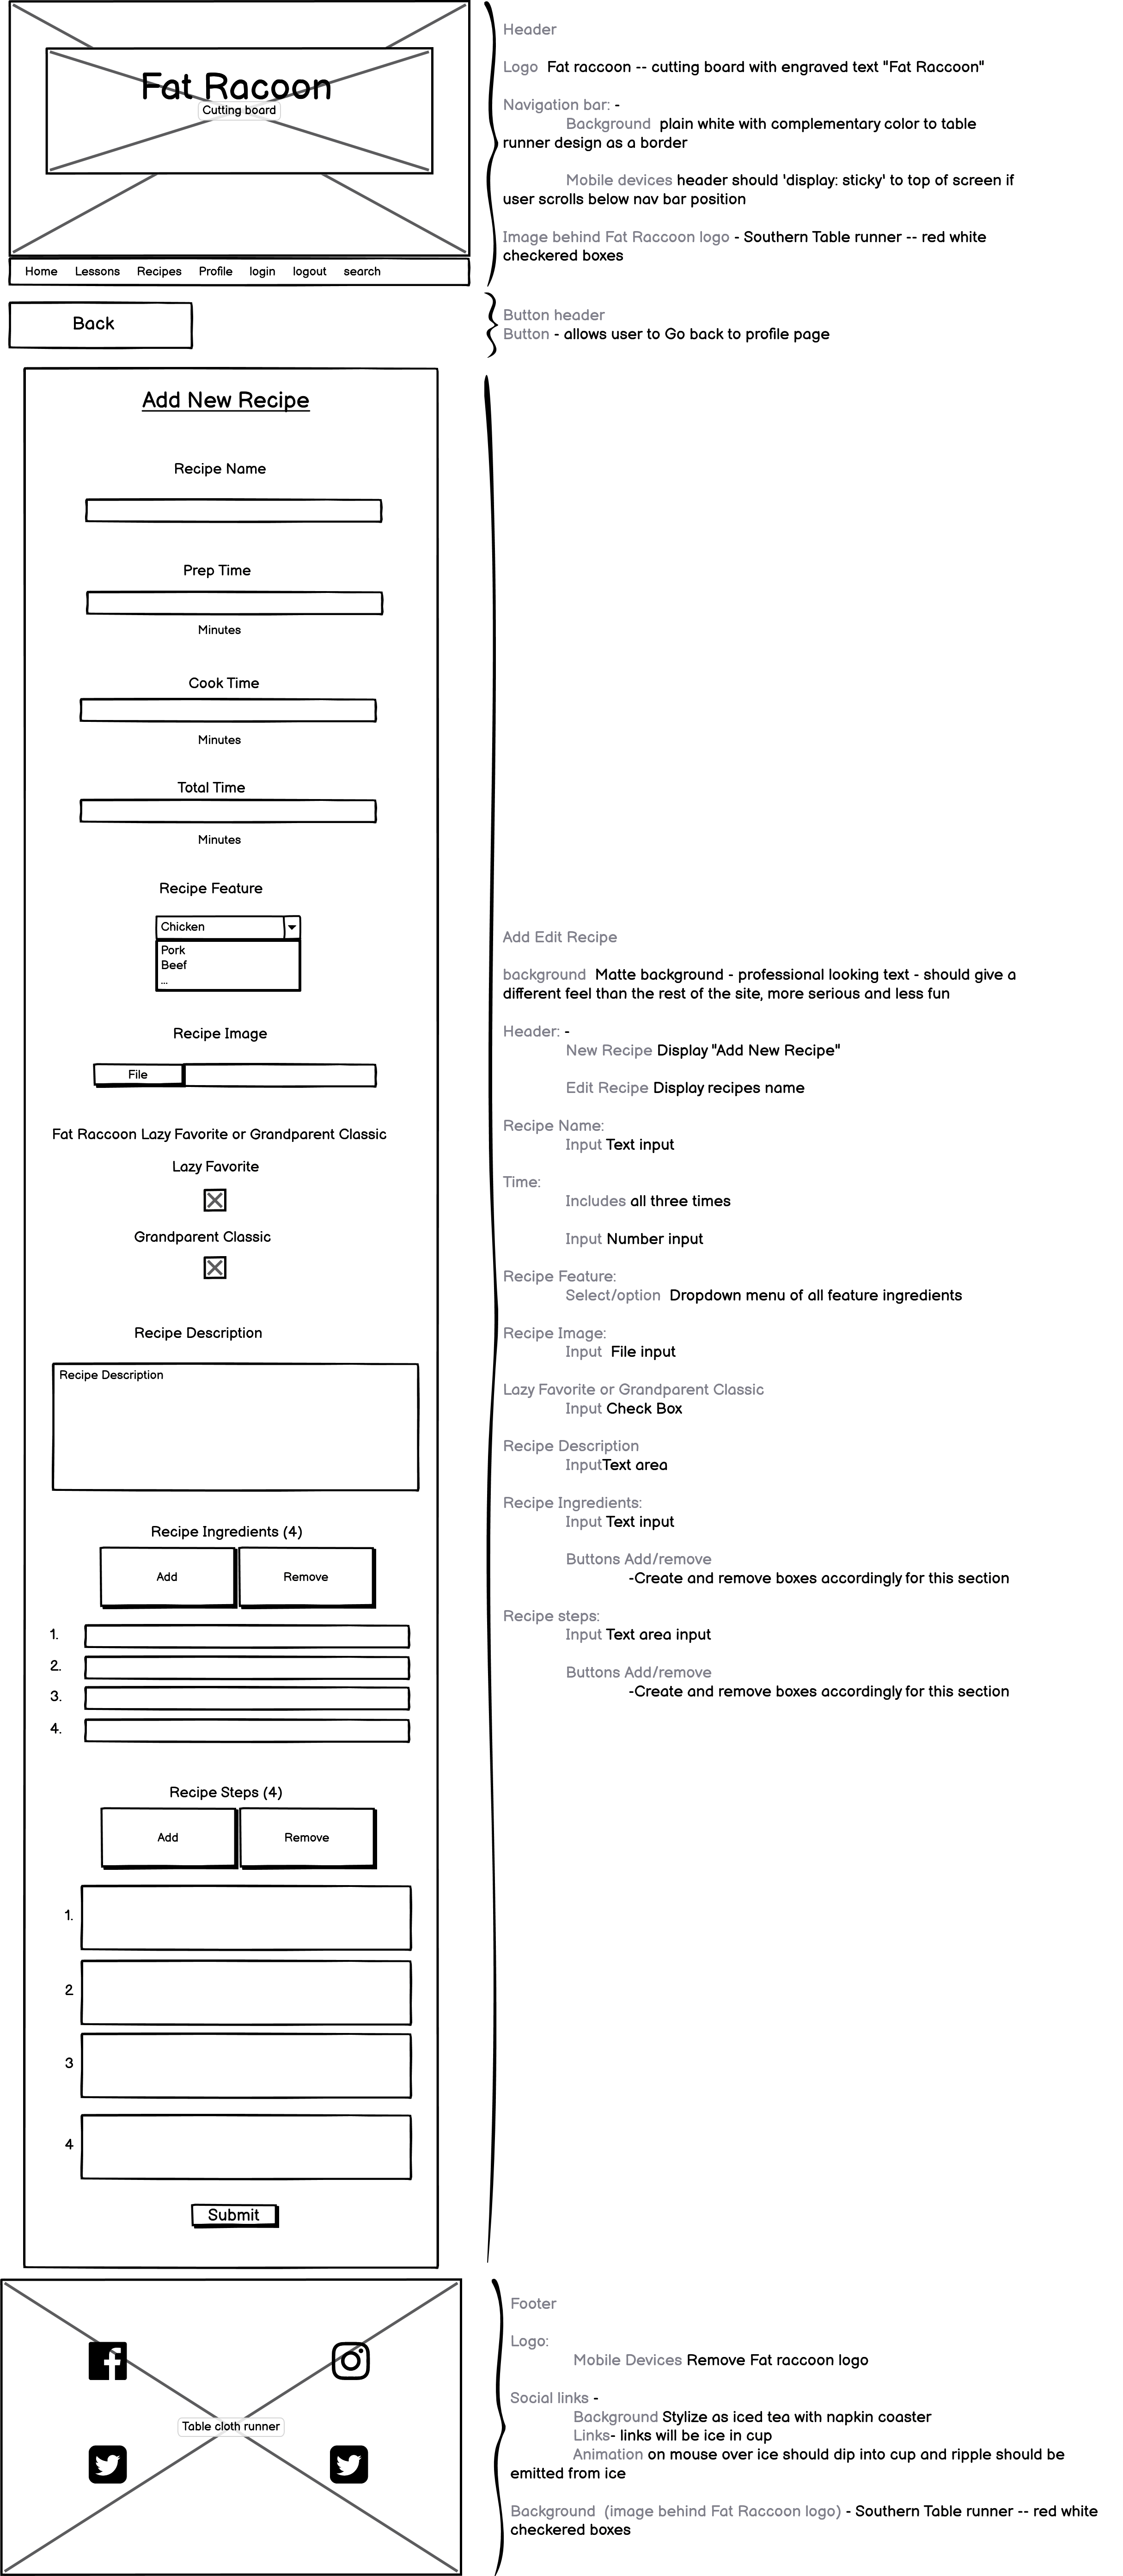 Fat Racoon
Cutting board
Home Lessons Recipes Profile login logout search
Header
Logo Fat raccoon -- cutting board with engraved text "Fat Raccoon"
Navigation bar: -
Background plain white with complementary color to table
runner design as a border
Mobile devices header should 'display: sticky' to top of screen if
user scrolls below nav bar position
Image behind Fat Raccoon logo - Southern Table runner -- red white
checkered boxes
Back
Button header
Button - allows user to Go back to profile page
Add New Recipe
Recipe Name
Prep Time
Minutes
Cook Time
Minutes
Total Time
Minutes
Recipe Feature
Chicken
Pork
Beef
...
Recipe Image
File
Fat Raccoon Lazy Favorite or Grandparent Classic
Lazy Favorite
Grandparent Classic
Recipe Description
Recipe Description
Recipe Ingredients (4)
Add Remove
1.
2.
3.
4.
Recipe Steps (4)
Add Remove
1.
2
3
4
Submit
Add Edit Recipe
background Matte background - professional looking text - should give a
different feel than the rest of the site, more serious and less fun
Header: -
New Recipe Display "Add New Recipe"
Edit Recipe Display recipes name
Recipe Name:
Input Text input
Time:
Includes all three times
Input Number input
Recipe Feature:
Select/option Dropdown menu of all feature ingredients
Recipe Image:
Input File input
Lazy Favorite or Grandparent Classic
Input Check Box
Recipe Description
InputText area
Recipe Ingredients:
Input Text input
Buttons Add/remove
-Create and remove boxes accordingly for this section
Recipe steps:
Input Text area input
Buttons Add/remove
-Create and remove boxes accordingly for this section
Table cloth runner
Footer
Logo:
Mobile Devices Remove Fat raccoon logo
Social links -
Background Stylize as iced tea with napkin coaster
Links- links will be ice in cup
Animation on mouse over ice should dip into cup and ripple should be
emitted from ice
Background (image behind Fat Raccoon logo) - Southern Table runner -- red white
checkered boxes